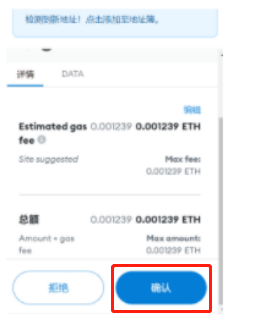 检测到新地址！点击添加至地址簿。
详情 DATA
编辑
Estimated gas 0.001239 0.001239 ETH
fee
Site suggested Max fee:
0.001239 ETH
总额 0.001239 0.001239 ETH
Amount + gas Max amount:
fee 0.001239 ETH
拒绝 确认